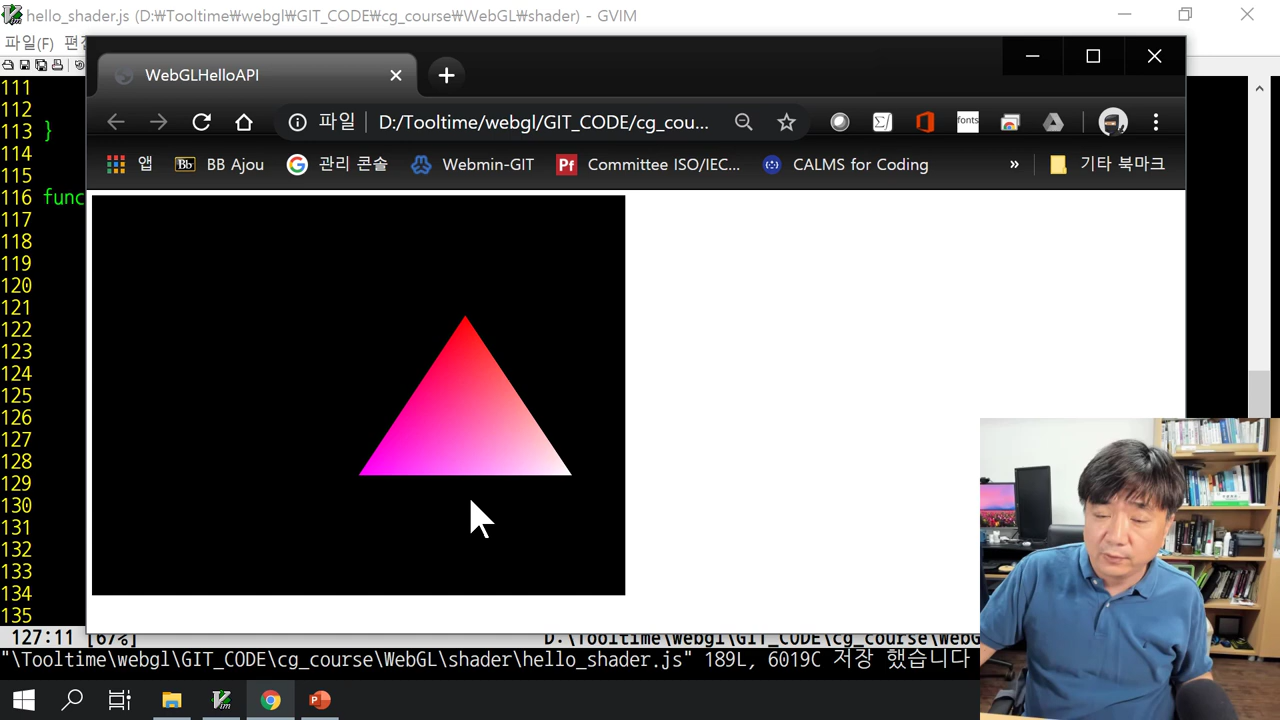 hello_shader.js (D:₩Tooltime₩webgl₩GIT_CODE₩cg_course₩WebGL₩shader) - GVIM
파일(F) 편집
WebGLHelloAPI
파일 D:/Tooltime/webgl/GIT_CODE/cg_cou...
앱 Bb BB Ajou 관리 콘솔 Webmin-GIT Pf Committee ISO/IEC... CALMS for Coding » 기타 북마크
fonts
111
112
113 }
114
115
116 func
117
118
119
120
121
122
123
124
125
126
127
128
129
130
131
132
133
134
135
127:11 [67%] D:\Tooltime\webgl\GIT_CODE\cg_course\WebG
"\Tooltime\webgl\GIT_CODE\cg_course\WebGL\shader\hello_shader.js" 189L, 6019C 저장 했습니다